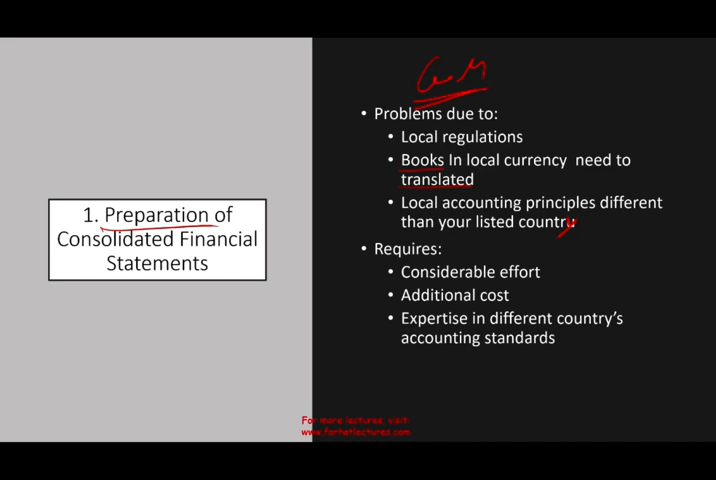 1. Preparation of
Consolidated Financial
Statements
• Problems due to:
• Local regulations
• Books In local currency need to
translated
• Local accounting principles different
than your listed country
• Requires:
• Considerable effort
• Additional cost
• Expertise in different country's
accounting standards
For more lectures, visit:
www.farhatlectures.com